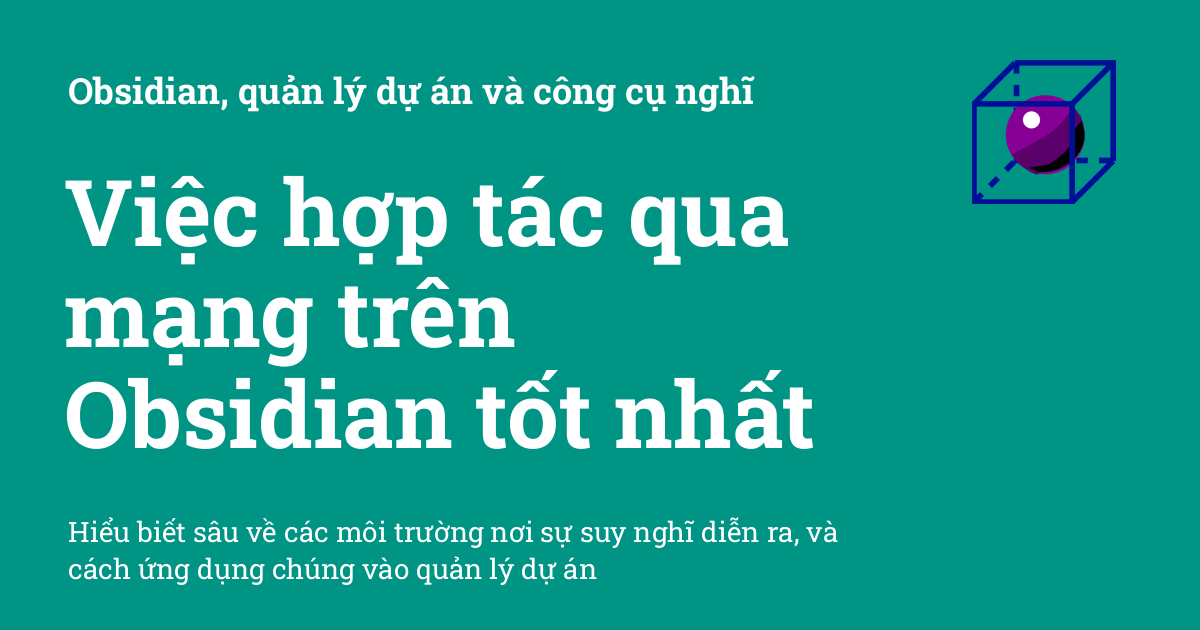 Obsidian, quản lý dự án và công cụ nghĩ
Việc hợp tác qua
mạng trên
Obsidian tốt nhất
Hiểu biết sâu về các môi trường nơi sự suy nghĩ diễn ra, và
cách ứng dụng chúng vào quản lý dự án